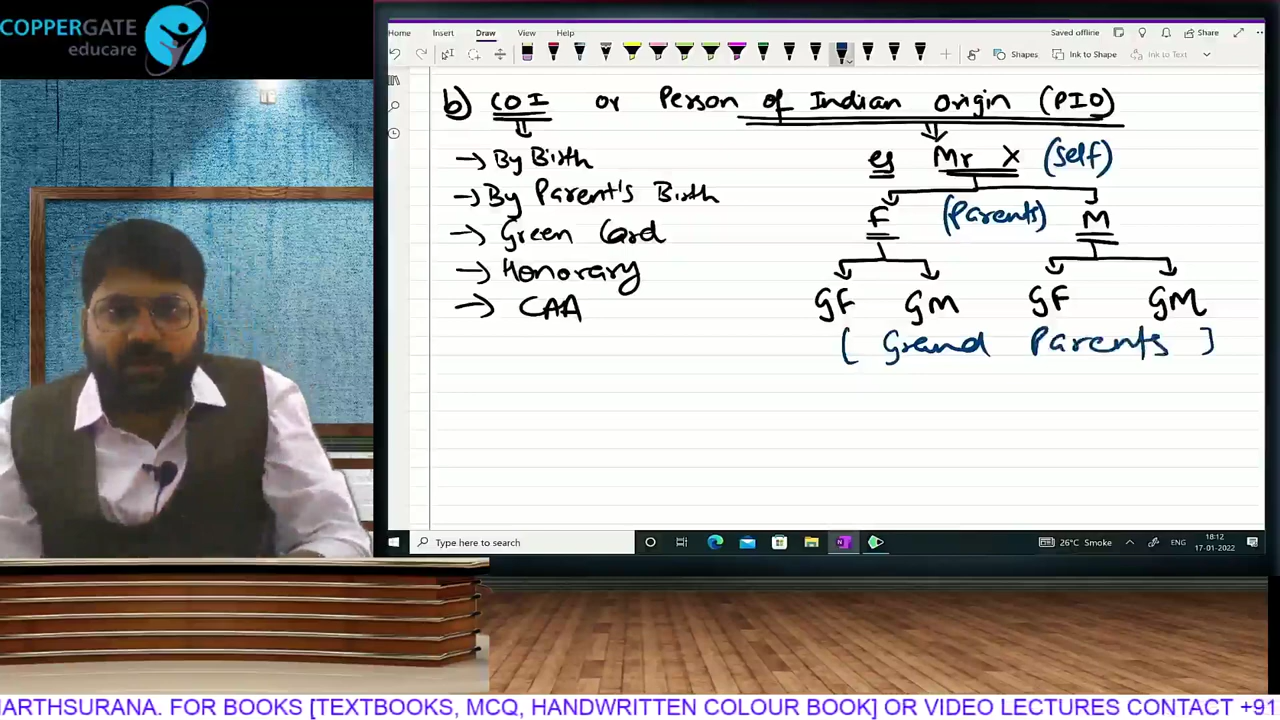 COPPERGATE
educare
Home Insert Draw View Help
Saved offline
Share
Shapes
Ink to Shape
Ink to Text
b) COI or Person of Indian origin (PIO)
→ By Birth
→ By Parent's Birth
→ Green Card
→ Honorary
→ CAA
eg Mr X (Self)
F (Parents) M
GF GM GF GM
[ Grand Parents ]
Type here to search
26°C Smoke
ENG
18:12
17-01-2022
IARTHSURANA. FOR BOOKS [TEXTBOOKS, MCQ, HANDWRITTEN COLOUR BOOK] OR VIDEO LECTURES CONTACT +91